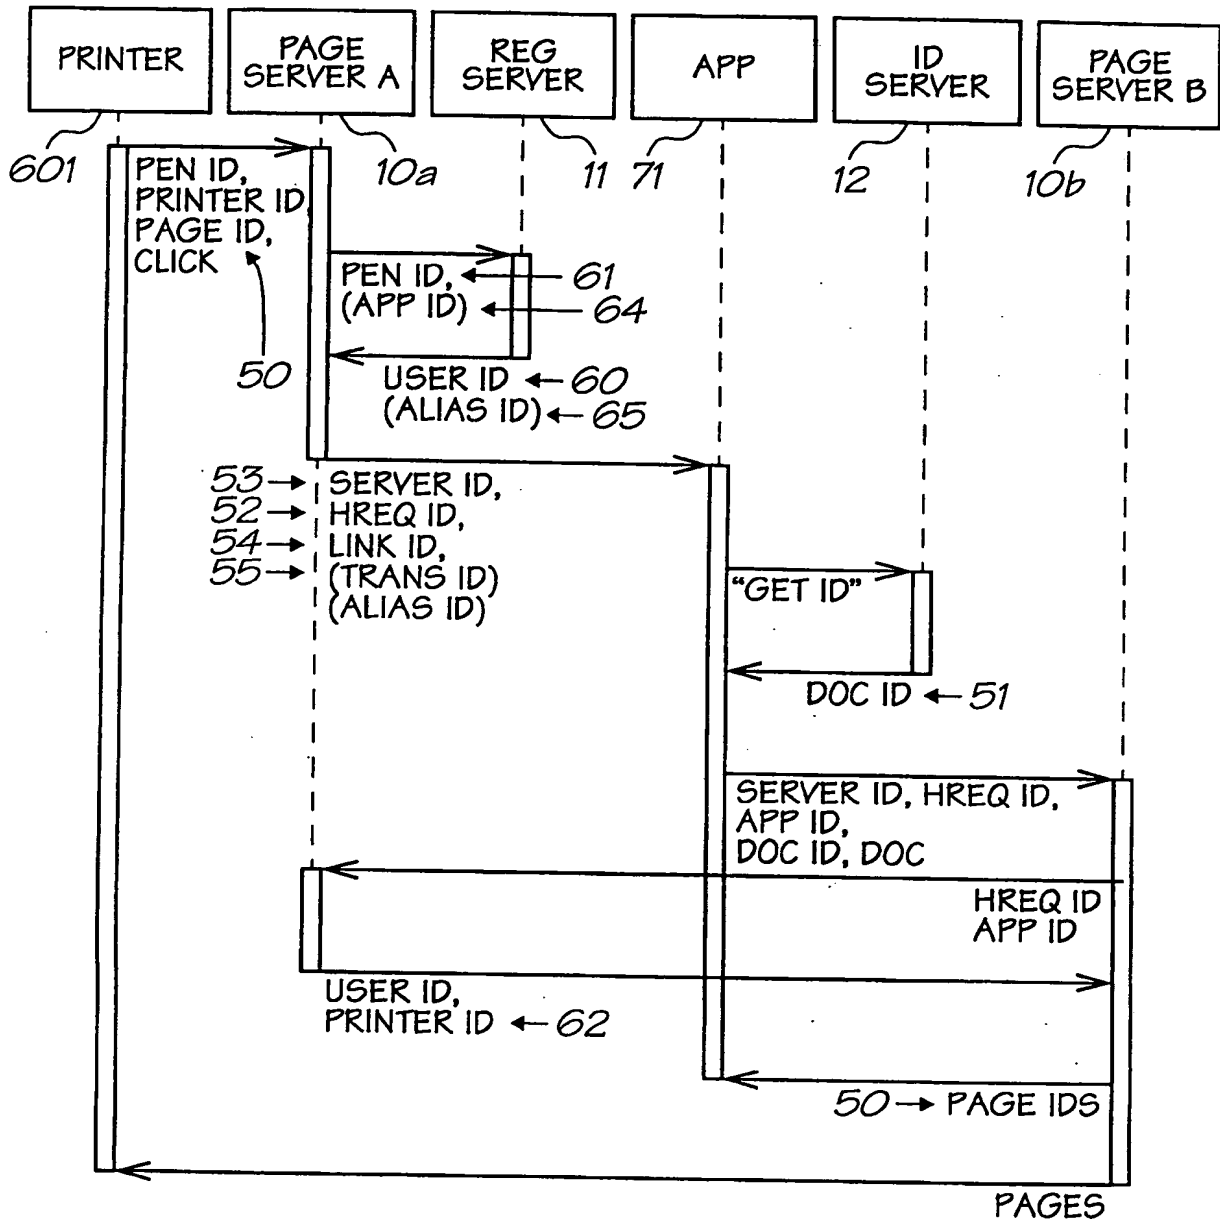 PRINTER
PAGE
SERVER A
REG
SERVER
APP
ID
SERVER
PAGE
SERVER B
601
10a
11
71
12
10b
PEN ID,
PRINTER ID
PAGE ID,
CLICK
50
PEN ID, 61
(APP ID) 64
USER ID 60
(ALIAS ID) 65
53 SERVER ID,
52 HREQ ID,
54 LINK ID,
55 (TRANS ID)
(ALIAS ID)
"GET ID"
DOC ID 51
SERVER ID, HREQ ID,
APP ID,
DOC ID, DOC
HREQ ID
APP ID
USER ID,
PRINTER ID 62
50 PAGE IDS
PAGES